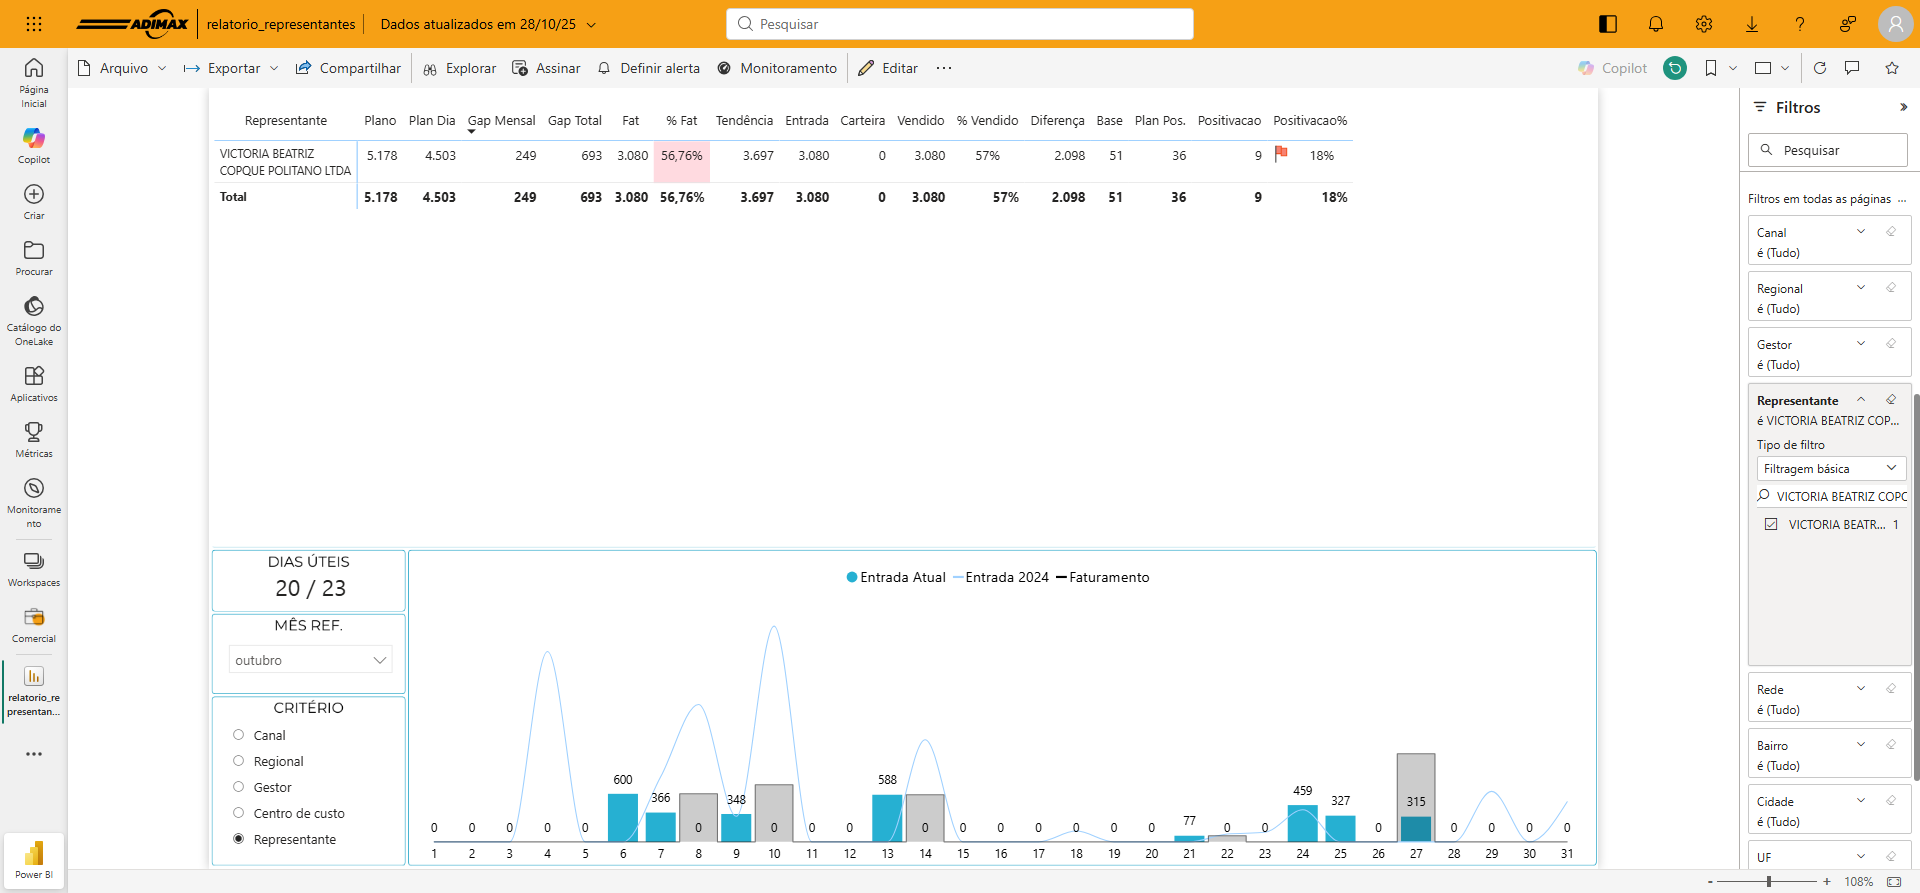 ADIMAX relatorio_representantes Dados atualizados em 28/10/25 Pesquisar
Arquivo Exportar Compartilhar Explorar Assinar Definir alerta Monitoramento Editar Copilot
Página
Inicial
Copilot
Criar
Procurar
Catálogo do
OneLake
Aplicativos
Métricas
Monitorame
nto
Workspaces
Comercial
relatorio_re
presentan...
Power BI
Representante Plano Plan Dia Gap Mensal Gap Total Fat % Fat Tendência Entrada Carteira Vendido % Vendido Diferença Base Plan Pos. Positivacao Positivacao%
VICTORIA BEATRIZ
COPQUE POLITANO LTDA
5.178 4.503 249 693 3.080 56,76% 3.697 3.080 0 3.080 57% 2.098 51 36 9 18%
Total 5.178 4.503 249 693 3.080 56,76% 3.697 3.080 0 3.080 57% 2.098 51 36 9 18%
DIAS ÚTEIS
20 / 23
MÊS REF.
outubro
CRITÉRIO
Canal
Regional
Gestor
Centro de custo
Representante
Entrada Atual Entrada 2024 Faturamento
0 0 0 0 0 600 366 0 348 0 0 0 588 0 0 0 0 0 0 0 77 0 0 459 327 0 315 0 0 0 0
1 2 3 4 5 6 7 8 9 10 11 12 13 14 15 16 17 18 19 20 21 22 23 24 25 26 27 28 29 30 31
Filtros
Pesquisar
Filtros em todas as páginas ...
Canal
é (Tudo)
Regional
é (Tudo)
Gestor
é (Tudo)
Representante
é VICTORIA BEATRIZ COP...
Tipo de filtro
Filtragem básica
VICTORIA BEATRIZ COPC
VICTORIA BEATR... 1
Rede
é (Tudo)
Bairro
é (Tudo)
Cidade
é (Tudo)
UF
- + 108%